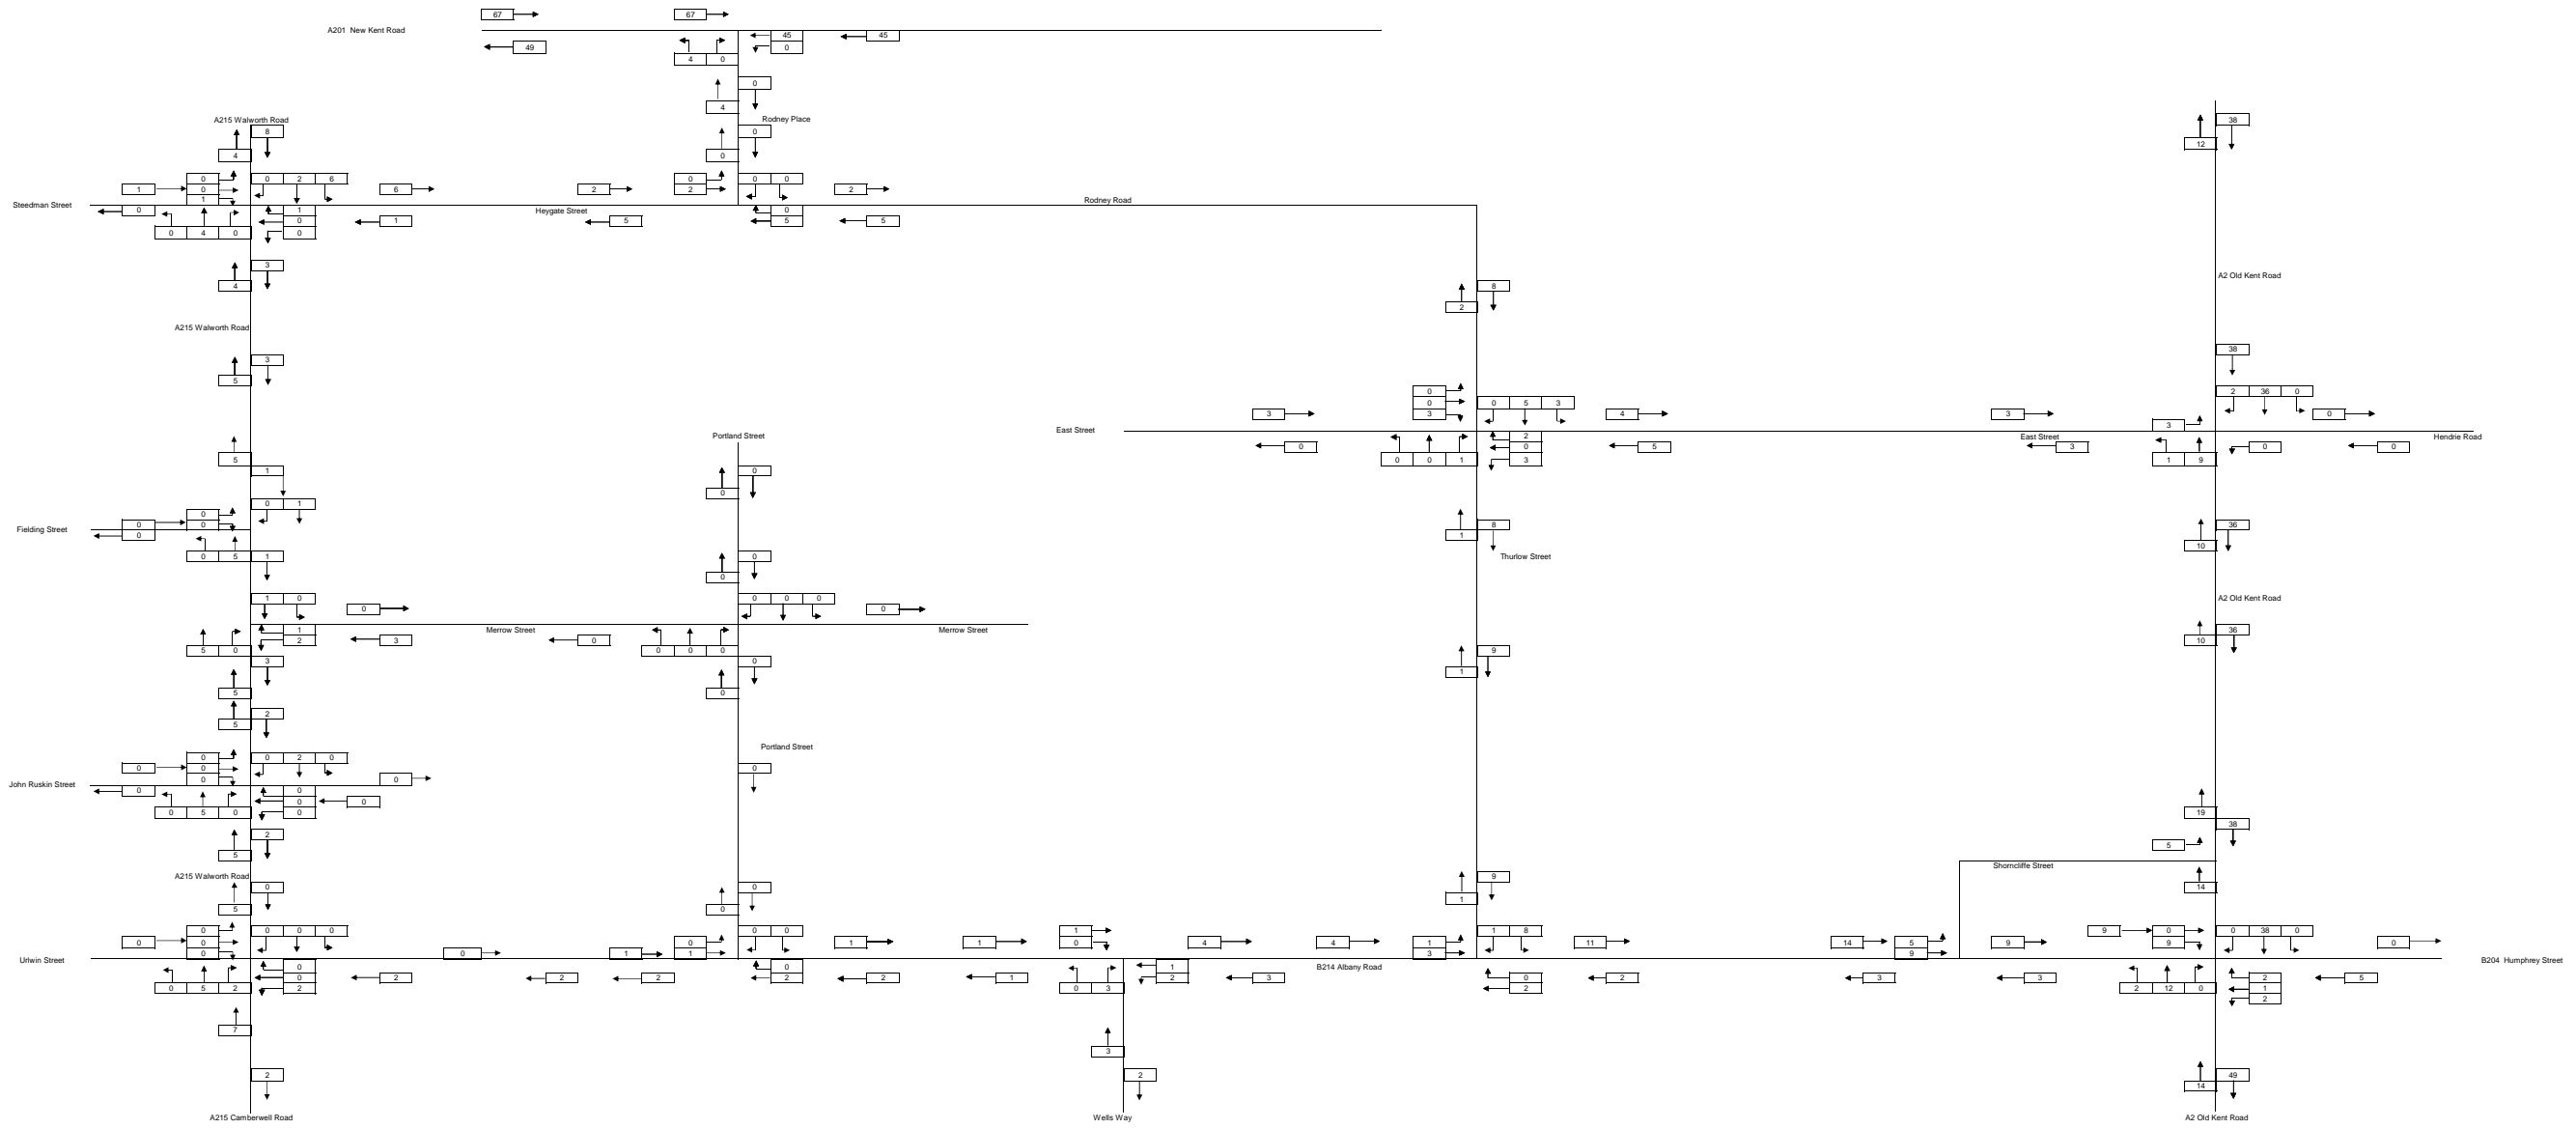 67 67
A201 New Kent Road
49 45 45
4 0 0
0
4
A215 Walworth Road Rodney Place
8 0 38
4 0 12
0 0 2 6 0 0 0
1 0 6 2 2 2
1
Steedman Street Rodney Road
0 1 Heygate Street 0
0 1 5 5 5
0 4 0 0
3 A2 Old Kent Road
4 8
2
A215 Walworth Road
3 38
5
0 2 36 0
0 0 5 3
3 3 4 3 0
3
East Street
Portland Street 2
0 0 5 East Street 3 0 0 Hendrie Road
5 0 0 1 3 1 9
1 0
0
0 1
0 0 8 36
Fielding Street 0 0
0 1 10
0 5 1 0 Thurlow Street
0
1 0 0 0 0 A2 Old Kent Road
0 0
1 Merrow Street Merrow Street 36
2 3 0 10
5 0 0 0 0 9
3 0
1
5 0
2
5
Portland Street
0 0 2 0
0 0 0
0 0
John Ruskin Street
0 0
0 0
0 5 0 0 19
2 38
5 5
Shorncliffe Street
A215 Walworth Road 9
0 0 14
5 0 1
0 0 0 0 0 0 1 1 8 9 0 0 38 0
0 0 0 1 0 1 1 0 4 4 1 11 14 5 9 9 0
0 1 3 9
Urlwin Street B204 Humphrey Street
0 0 1 B214 Albany Road 0 2
0 2 2 2 2 2 1 2 3 2 2 3 3 1 5
0 5 2 2 0 3 2 12 0 2
7
3
2 2 49
14
A215 Camberwell Road Wells Way A2 Old Kent Road